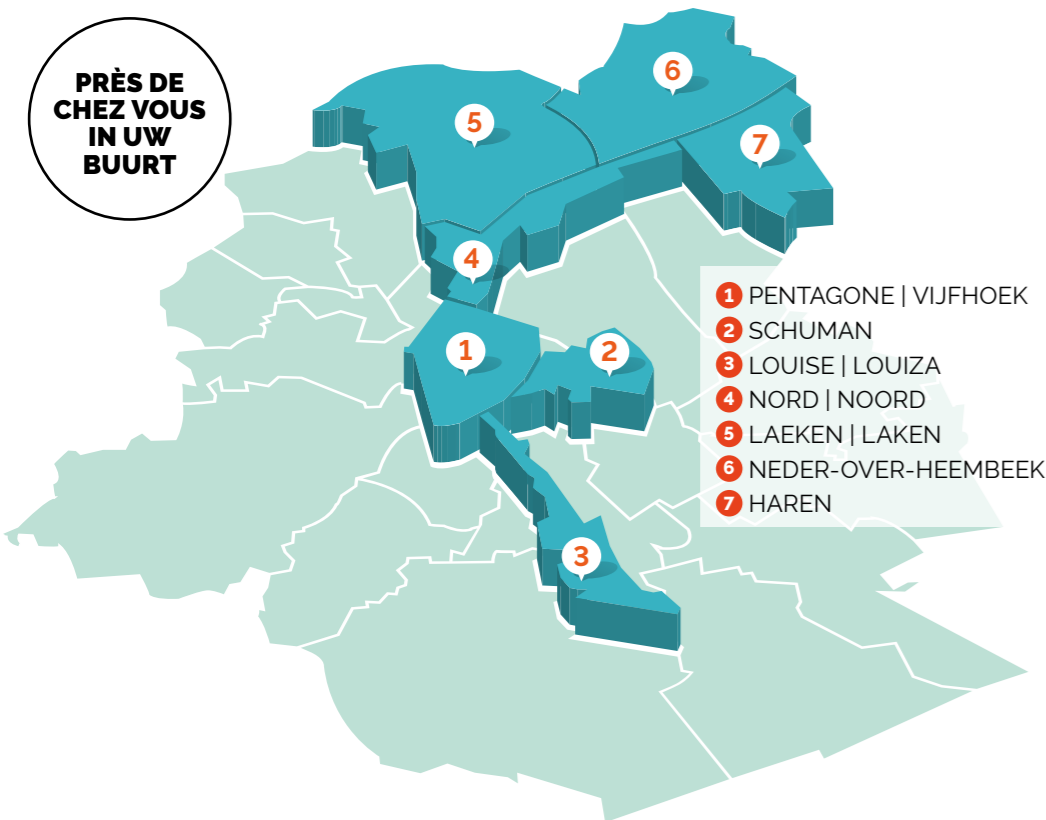 PRÈS DE
CHEZ VOUS
IN UW
BUURT
6
5
7
4
1
2
3
1 PENTAGONE | VIJFHOEK
2 SCHUMAN
3 LOUISE | LOUIZA
4 NORD | NOORD
5 LAEKEN | LAKEN
6 NEDER-OVER-HEEMBEEK
7 HAREN